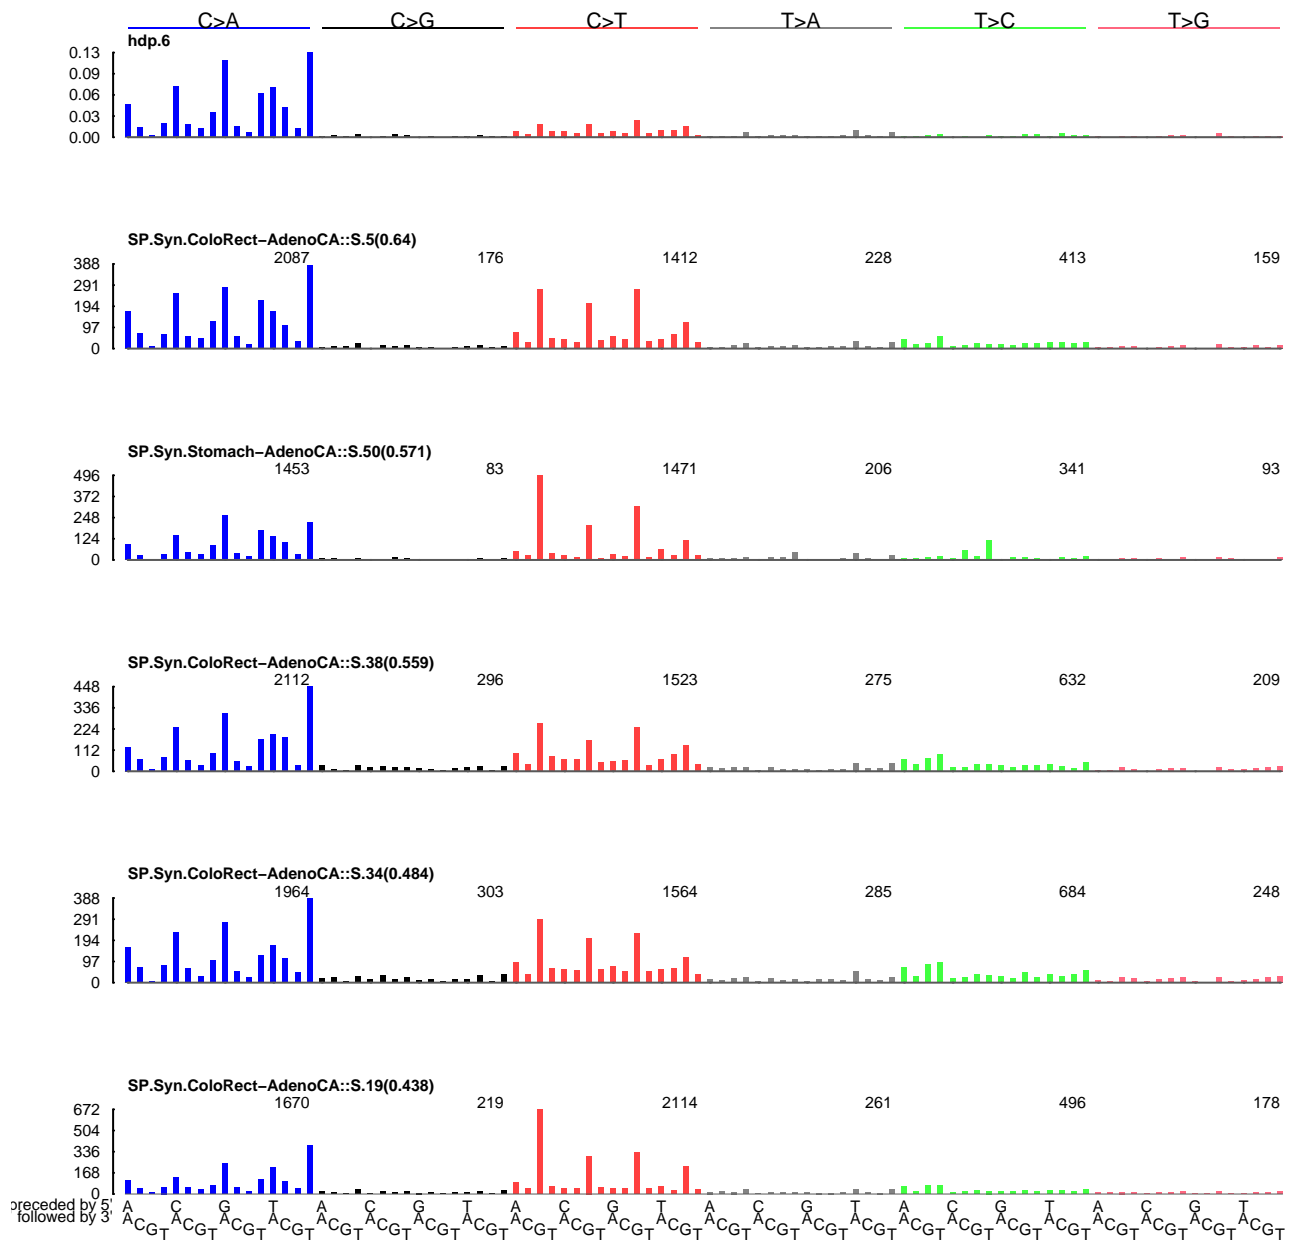 C>A C>G C>T T>A T>C T>G
hdp.6
0.13
0.09
0.06
0.03
0.00
SP.Syn.ColoRect−AdenoCA::S.5(0.64)
2087 176 1412 228 413 159
388
291
194
97
0
SP.Syn.Stomach−AdenoCA::S.50(0.571)
1453 83 1471 206 341 93
496
372
248
124
0
SP.Syn.ColoRect−AdenoCA::S.38(0.559)
2112 296 1523 275 632 209
448
336
224
112
0
SP.Syn.ColoRect−AdenoCA::S.34(0.484)
1964 303 1564 285 684 248
388
291
194
97
0
SP.Syn.ColoRect−AdenoCA::S.19(0.438)
1670 219 2114 261 496 178
672
504
336
168
0
preceded by 5' A C G T A C G T A C G T A C G T A C G T A C G T
followed by 3' A C G T A C G T A C G T A C G T A C G T A C G T A C G T A C G T A C G T A C G T A C G T A C G T A C G T A C G T A C G T A C G T A C G T A C G T A C G T A C G T A C G T A C G T A C G T A C G T